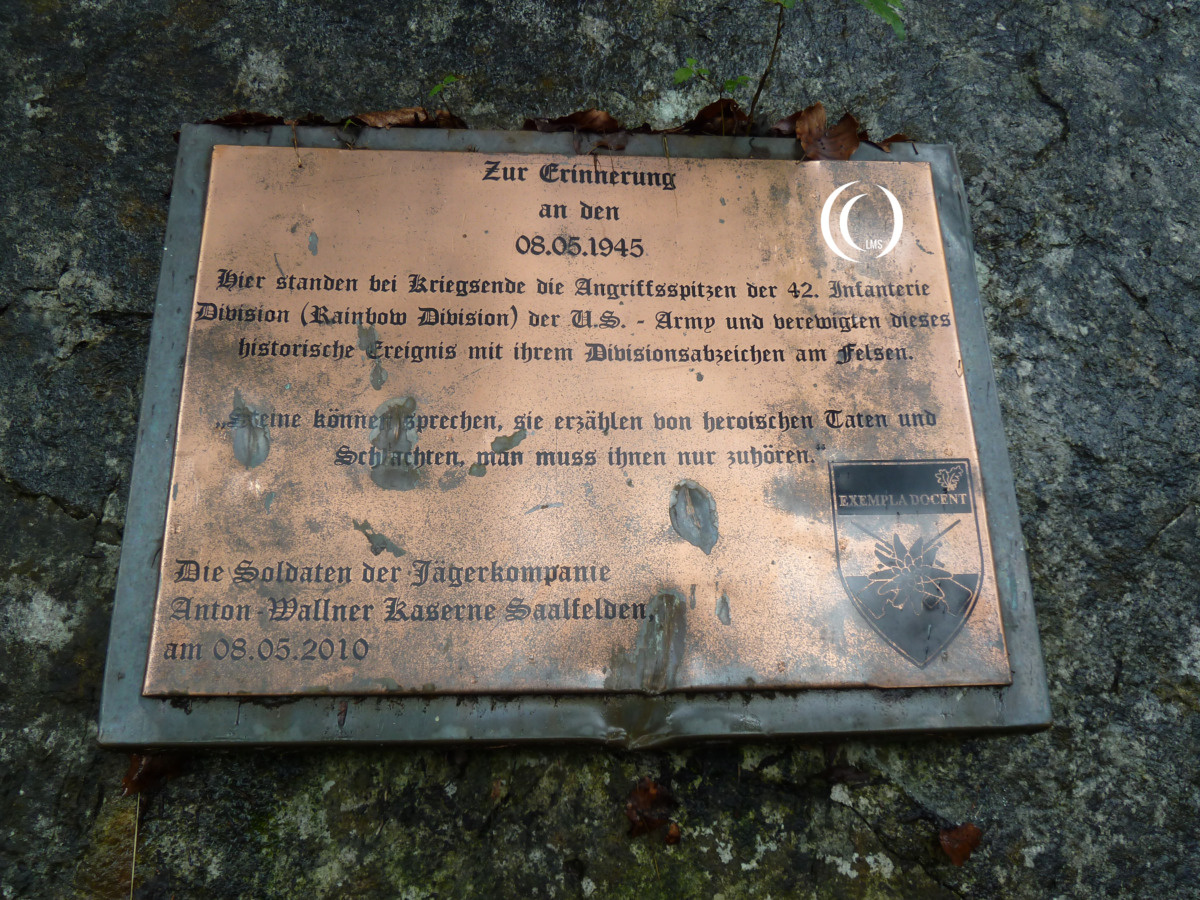 Zur Erinnerung
an den
08.05.1945
LMS
Hier standen bei Kriegsende die Angriffsspitzen der 42. Infanterie
Division (Rainbow Division) der U.S. - Army und verewigten dieses
historische Ereignis mit ihrem Divisionsabzeichen am Felsen.
„Steine können sprechen, sie erzählen von heroischen Taten und
Schlachten, man muss ihnen nur zuhören.“
EXEMPLA DOCENT
Die Soldaten der Jägerkompanie
Anton-Wallner Kaserne Saalfelden,
am 08.05.2010